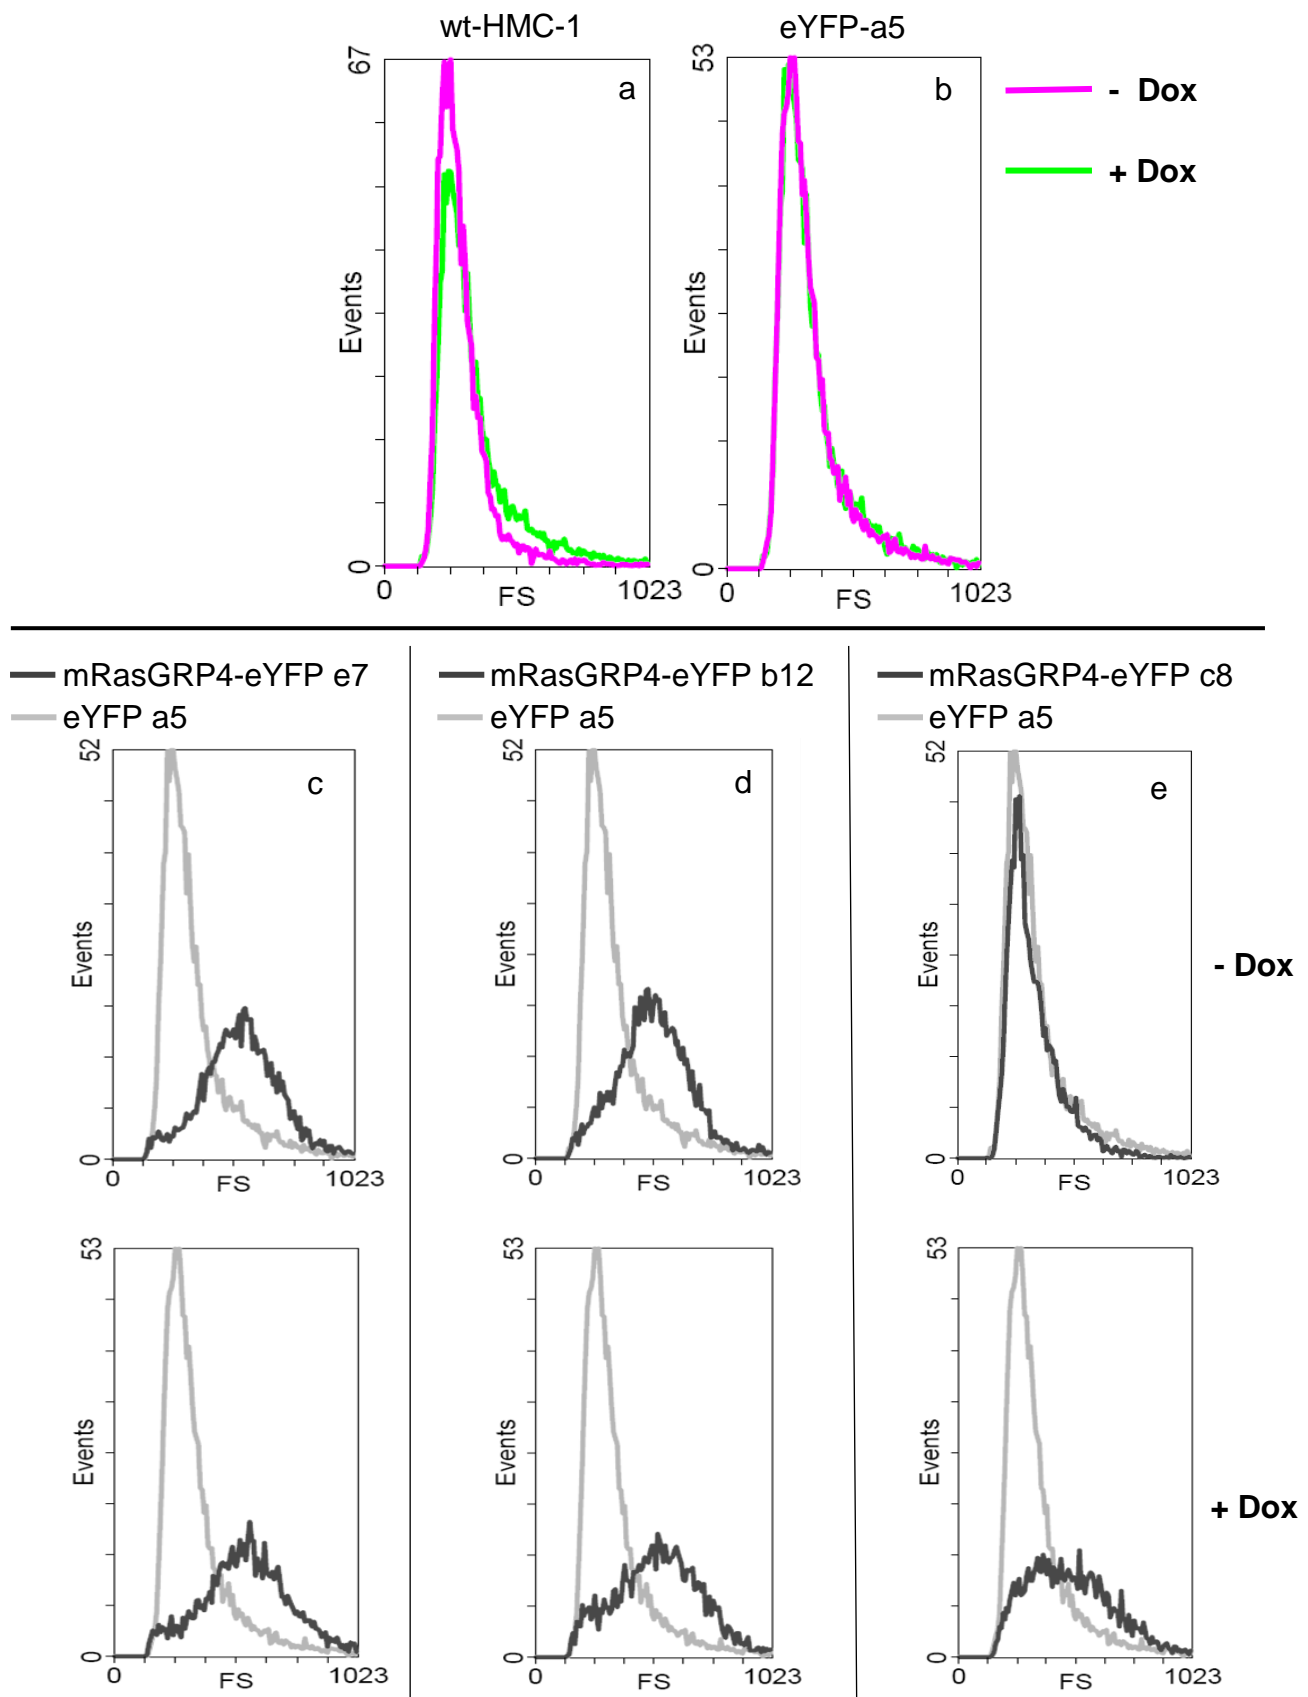 wt-HMC-1
eYFP-a5
67
a
Events
0
0
FS
1023
53
b
Events
0
0
FS
1023
- Dox
+ Dox
mRasGRP4-eYFP e7
eYFP a5
mRasGRP4-eYFP b12
eYFP a5
mRasGRP4-eYFP c8
eYFP a5
52
c
Events
0
0
FS
1023
52
d
Events
0
0
FS
1023
52
e
Events
0
0
FS
1023
- Dox
53
Events
0
0
FS
1023
53
Events
0
0
FS
1023
53
Events
0
0
FS
1023
+ Dox